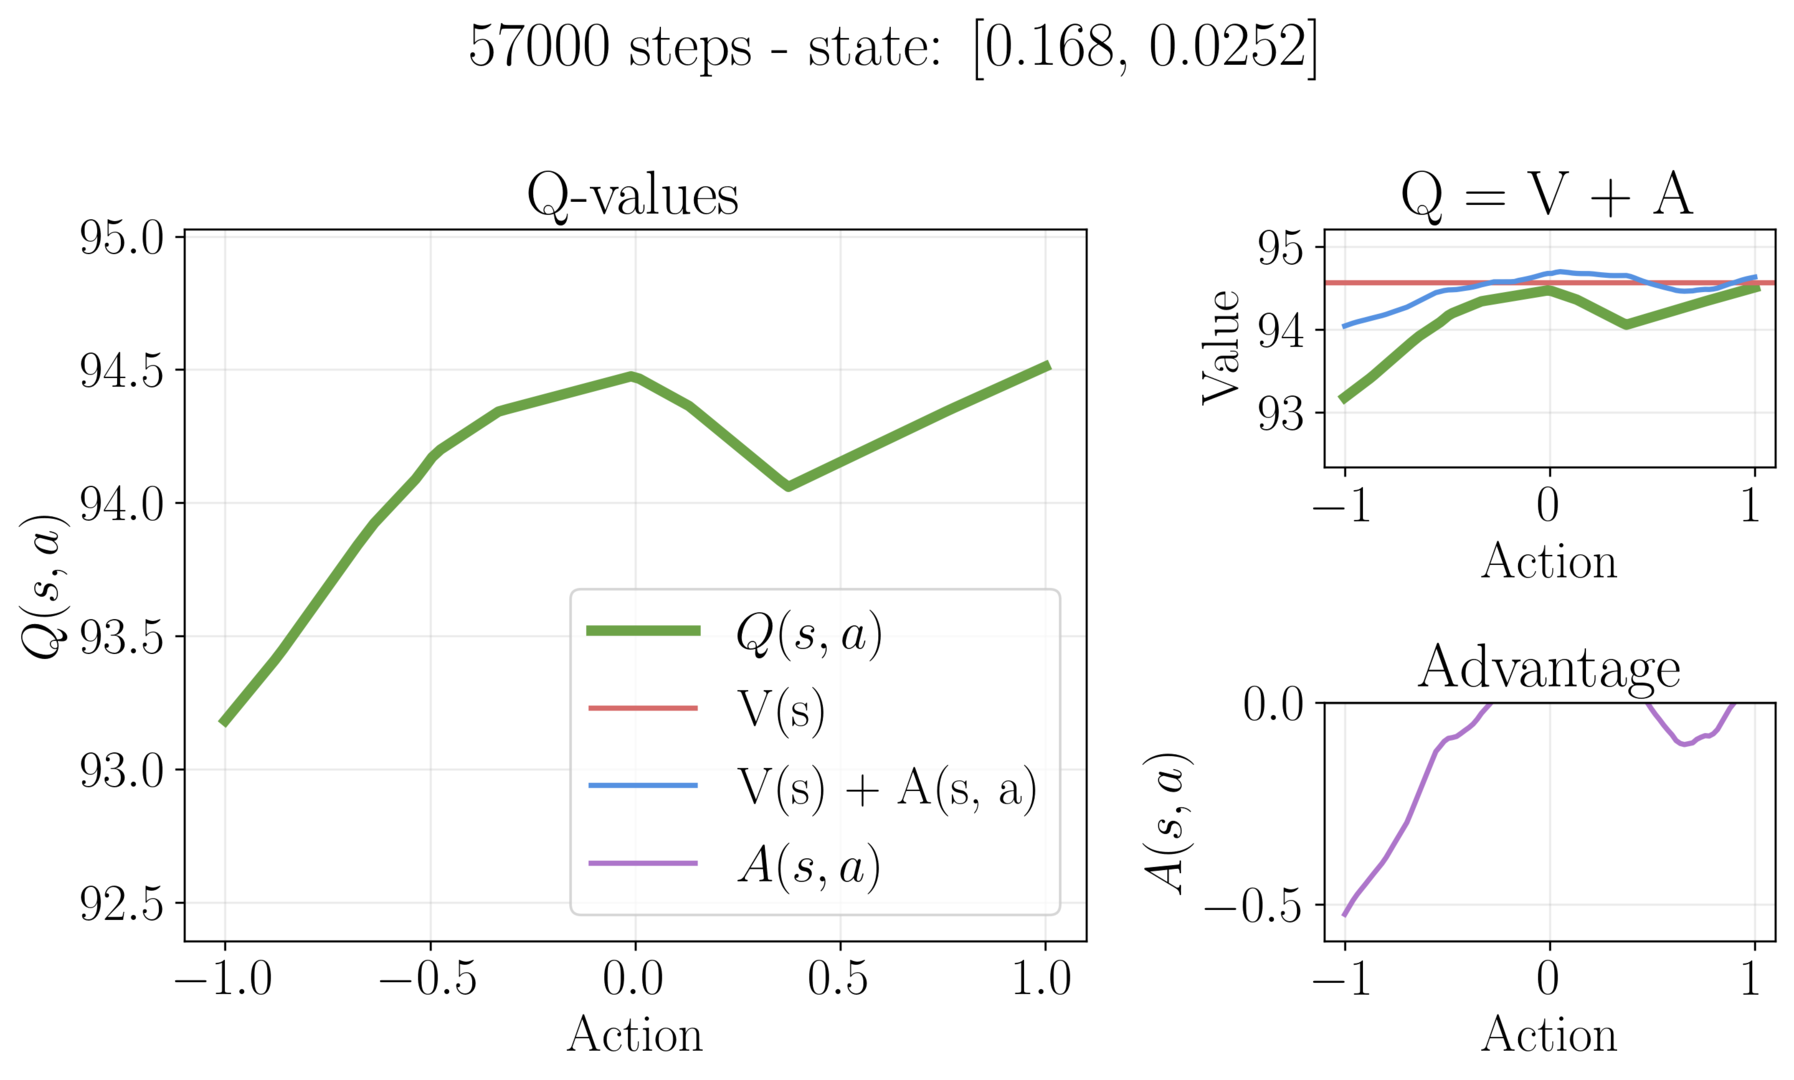 57000 steps - state: [0.168, 0.0252]
Q-values
95.0
94.5
94.0
93.5
93.0
92.5
Q(s, a)
−1.0 −0.5 0.0 0.5 1.0
Action
Q(s, a)
V(s)
V(s) + A(s, a)
A(s, a)
Q = V + A
95
94
93
Value
−1 0 1
Action
Advantage
0.0
−0.5
A(s, a)
−1 0 1
Action